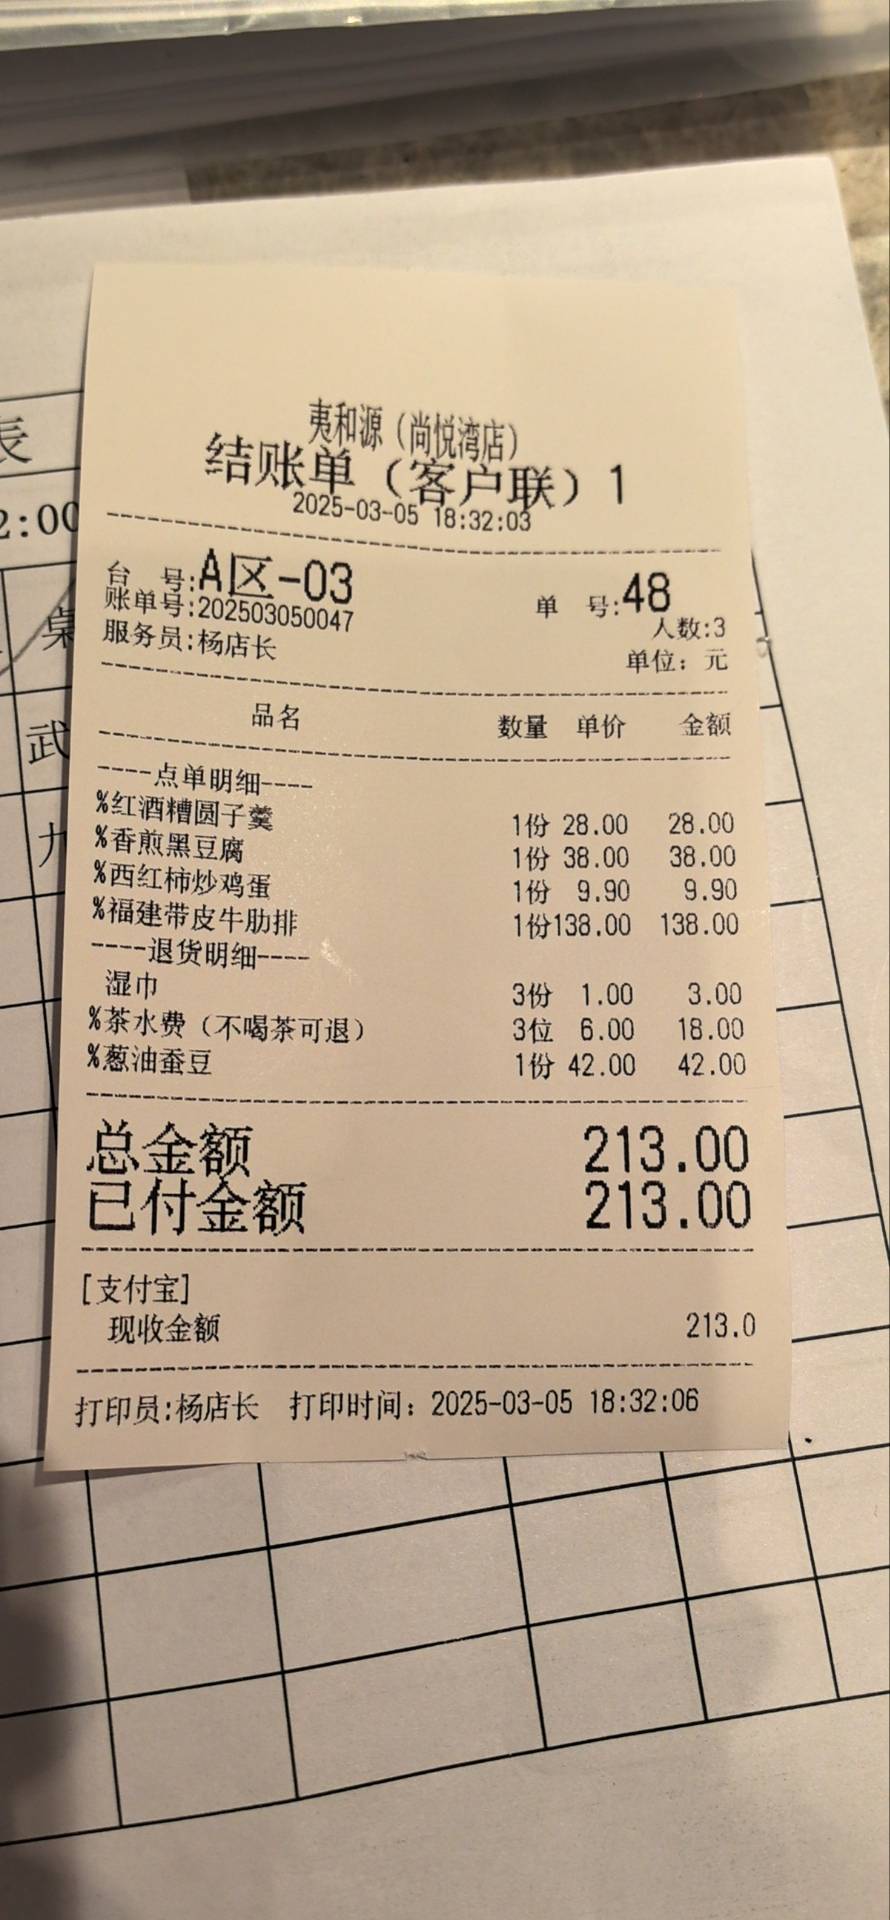 表
2:00
武
九
夷和源（尚悦湾店）
结账单（客户联）1
2025-03-05 18:32:03
台 号:A区-03 单 号:48
账单号:202503050047 人数:3
服务员:杨店长 单位：元
品名 数量 单价 金额
----点单明细----
%红酒糟圆子羹 1份 28.00 28.00
%香煎黑豆腐 1份 38.00 38.00
%西红柿炒鸡蛋 1份 9.90 9.90
%福建带皮牛肋排 1份138.00 138.00
----退货明细----
湿巾 3份 1.00 3.00
%茶水费（不喝茶可退） 3位 6.00 18.00
%葱油蚕豆 1份 42.00 42.00
总金额 213.00
已付金额 213.00
[支付宝]
现收金额 213.0
打印员:杨店长 打印时间：2025-03-05 18:32:06